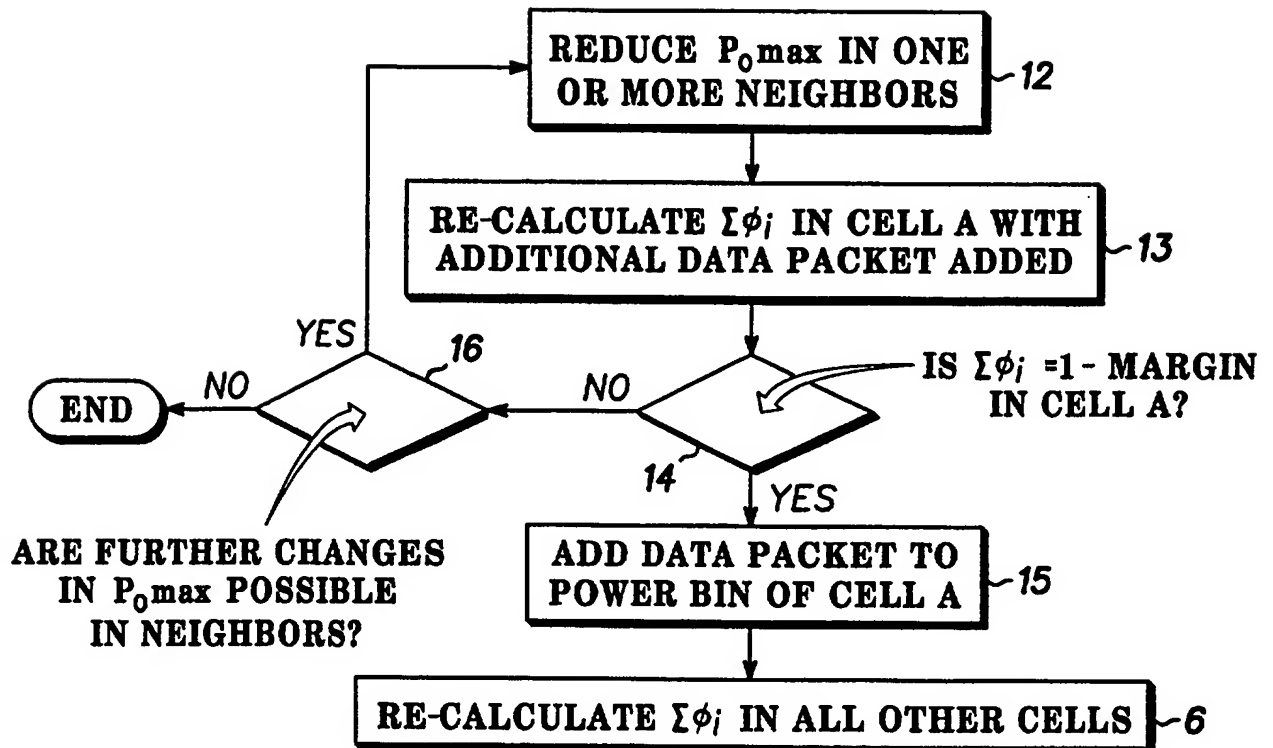 REDUCE P₀max IN ONE
OR MORE NEIGHBORS
12
RE-CALCULATE Σϕi IN CELL A WITH
ADDITIONAL DATA PACKET ADDED
13
YES
16
IS Σϕi =1- MARGIN
IN CELL A?
NO
NO
END
14
YES
ARE FURTHER CHANGES
IN P₀max POSSIBLE
IN NEIGHBORS?
ADD DATA PACKET TO
POWER BIN OF CELL A
15
RE-CALCULATE Σϕi IN ALL OTHER CELLS
6